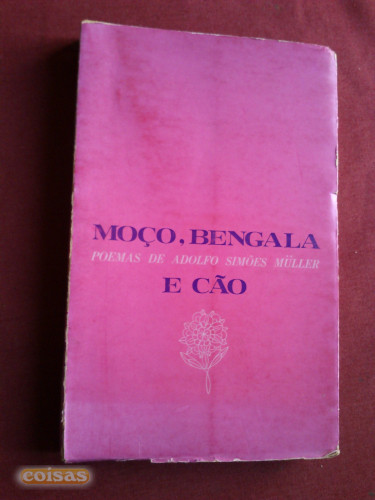 MOÇO, BENGALA
POEMAS DE ADOLFO SIMÕES MÜLLER
E CÃO
coisas